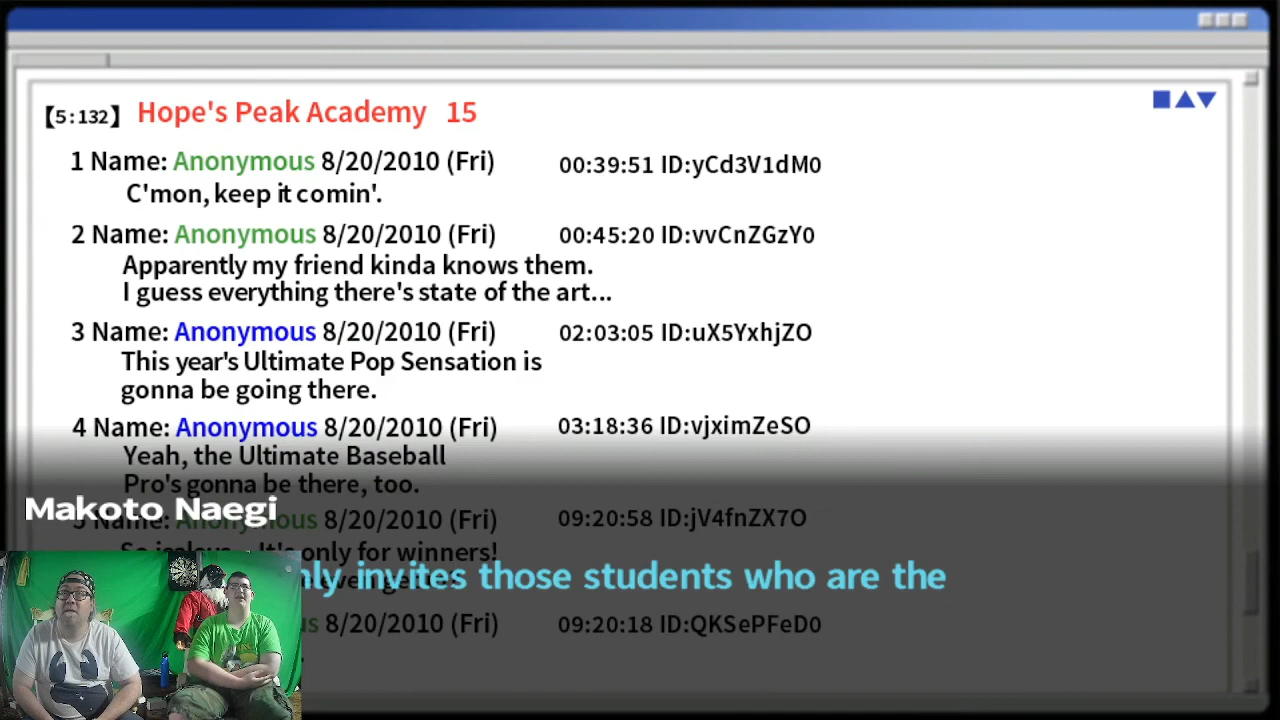 【5:132】 Hope's Peak Academy 15
1 Name: Anonymous 8/20/2010 (Fri) 00:39:51 ID:yCd3V1dM0
C'mon, keep it comin'.
2 Name: Anonymous 8/20/2010 (Fri) 00:45:20 ID:vvCnZGzY0
Apparently my friend kinda knows them.
I guess everything there's state of the art...
3 Name: Anonymous 8/20/2010 (Fri) 02:03:05 ID:uX5YxhjZO
This year's Ultimate Pop Sensation is
gonna be going there.
4 Name: Anonymous 8/20/2010 (Fri) 03:18:36 ID:vjximZeSO
Yeah, the Ultimate Baseball
Pro's gonna be there, too.
Makoto Naegi
5 Name: Anonymous 8/20/2010 (Fri) 09:20:58 ID:jV4fnZX7O
So jealous... It's only for winners!
invites those students who are the
8/20/2010 (Fri) 09:20:18 ID:QKSePFeD0